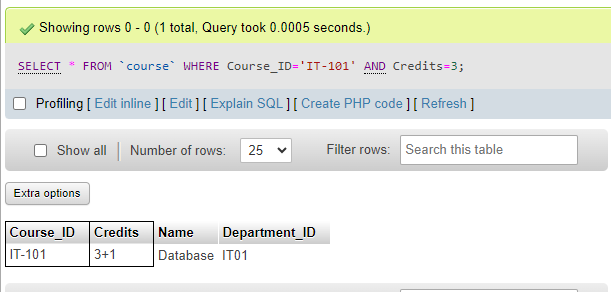 Showing rows 0 - 0 (1 total, Query took 0.0005 seconds.)
SELECT * FROM `course` WHERE Course_ID='IT-101' AND Credits=3;
Profiling [ Edit inline ] [ Edit ] [ Explain SQL ] [ Create PHP code ] [ Refresh ]
Show all | Number of rows: 25 Filter rows: Search this table
Extra options
Course_ID Credits Name Department_ID
IT-101 3+1 Database IT01